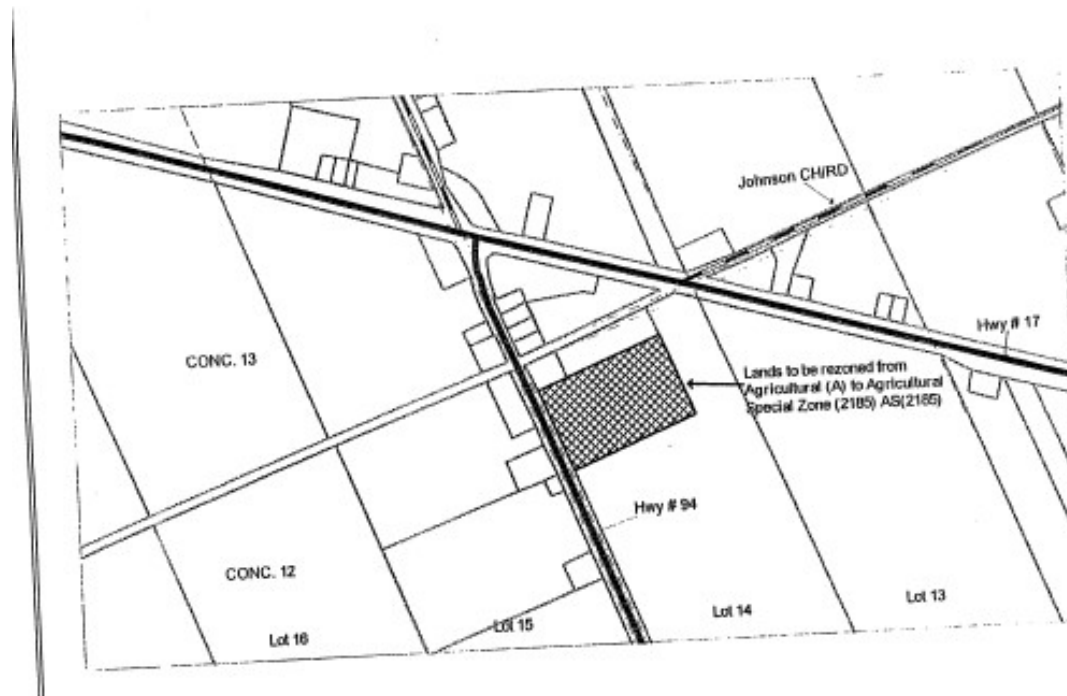 Johnson CH/RD
Hwy # 17
CONC. 13
Lands to be rezoned from
Agricultural (A) to Agricultural
Special Zone (2185) AS(2185)
Hwy # 94
CONC. 12
Lot 16
Lot 15
Lot 14
Lot 13